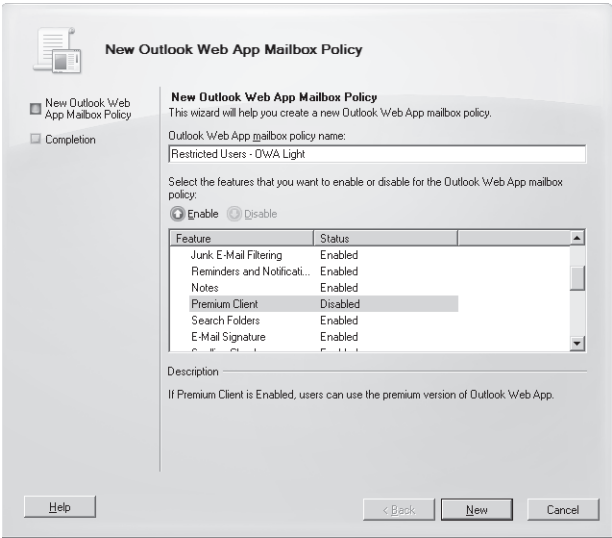 New Outlook Web App Mailbox Policy
New Outlook Web
App Mailbox Policy
Completion
New Outlook Web App Mailbox Policy
This wizard will help you create a new Outlook Web App mailbox policy.
Outlook Web App mailbox policy name:
Restricted Users - OWA Light
Select the features that you want to enable or disable for the Outlook Web App mailbox
policy:
Enable Disable
Feature Status
Junk E-Mail Filtering Enabled
Reminders and Notificati... Enabled
Notes Enabled
Premium Client Disabled
Search Folders Enabled
E-Mail Signature Enabled
Description
If Premium Client is Enabled, users can use the premium version of Outlook Web App.
Help < Back New Cancel